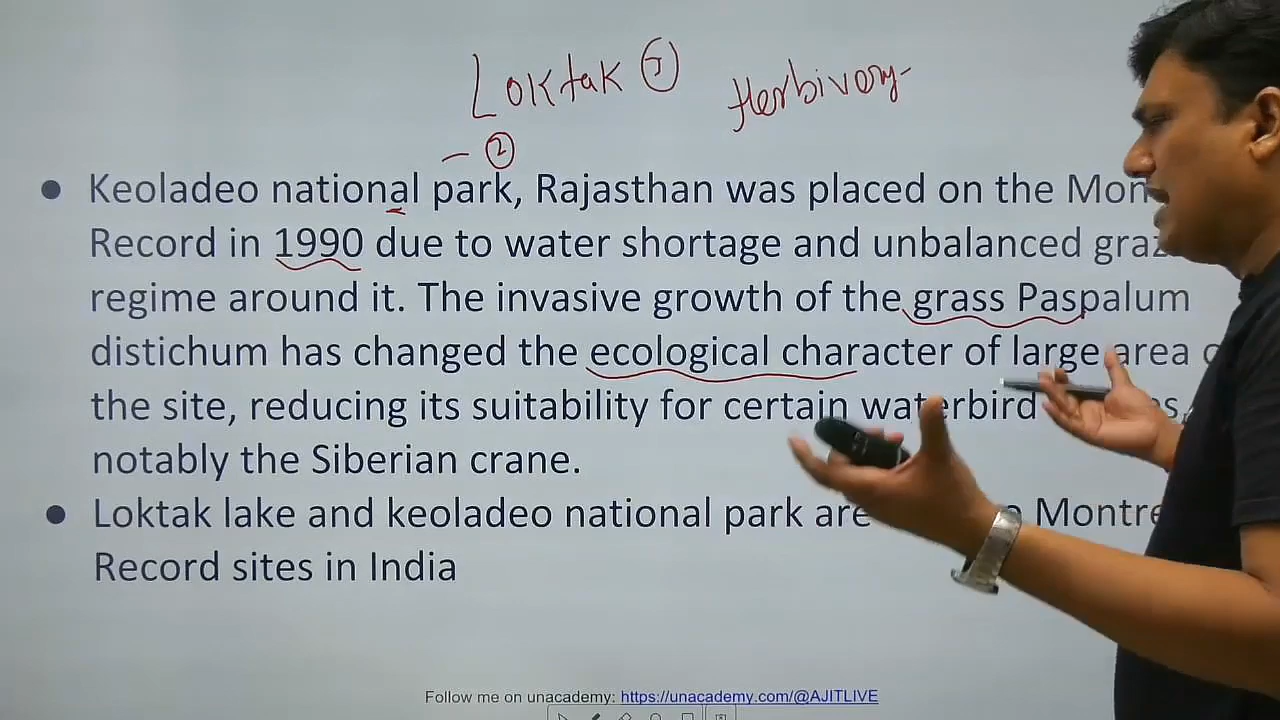 Loktak ①
Herbivory
– ②
• Keoladeo national park, Rajasthan was placed on the Mon
Record in 1990 due to water shortage and unbalanced graz
regime around it. The invasive growth of the grass Paspalum
distichum has changed the ecological character of large area
the site, reducing its suitability for certain waterbird
notably the Siberian crane.
• Loktak lake and keoladeo national park are Montre
Record sites in India
Follow me on unacademy: https://unacademy.com/@AJITLIVE